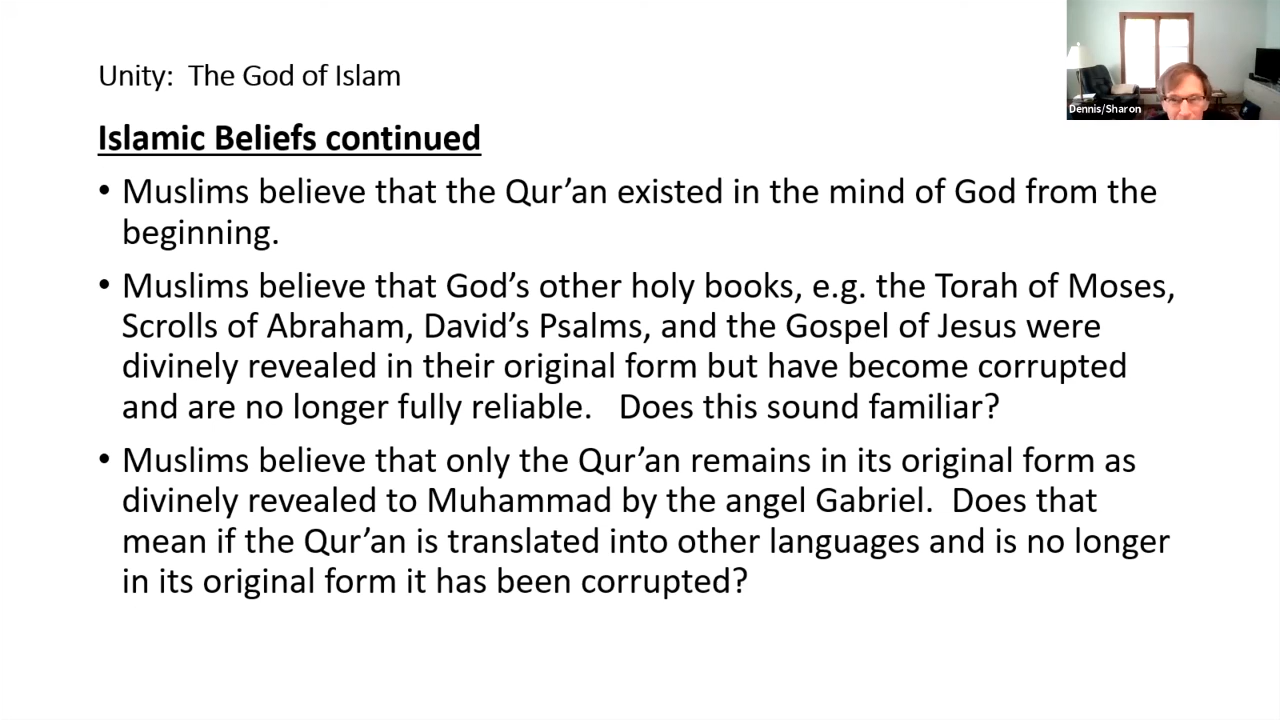 Unity:  The God of Islam
Dennis/Sharon
Islamic Beliefs continued
• Muslims believe that the Qur’an existed in the mind of God from the
beginning.
• Muslims believe that God’s other holy books, e.g. the Torah of Moses,
Scrolls of Abraham, David’s Psalms, and the Gospel of Jesus were
divinely revealed in their original form but have become corrupted
and are no longer fully reliable.   Does this sound familiar?
• Muslims believe that only the Qur’an remains in its original form as
divinely revealed to Muhammad by the angel Gabriel.  Does that
mean if the Qur’an is translated into other languages and is no longer
in its original form it has been corrupted?